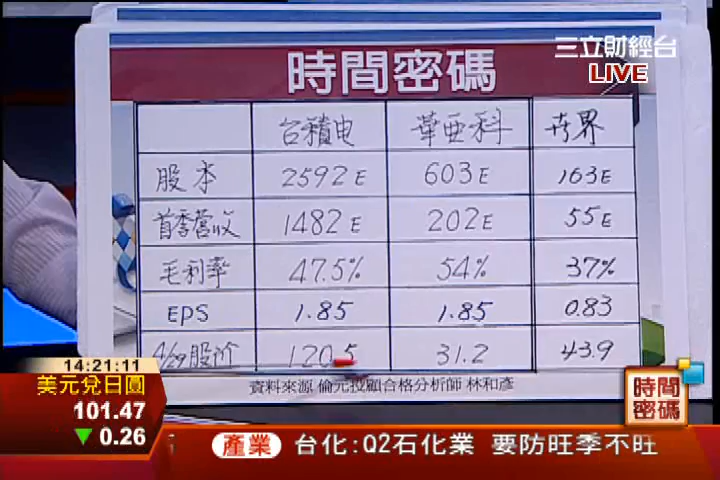 三立財經台
LIVE
時間密碼
台積电 華亜科 世界
股本 2592E 603E 163E
首季營收 1482E 202E 55E
毛利率 47.5% 54% 37%
EPS 1.85 1.85 0.83
4/29股价 120.5 31.2 43.9
資料來源 倫元投顧合格分析師 林和彥
14:21:11
美元兌日圓
101.47
▼0.26
時間
密碼
產業 台化:Q2石化業 要防旺季不旺